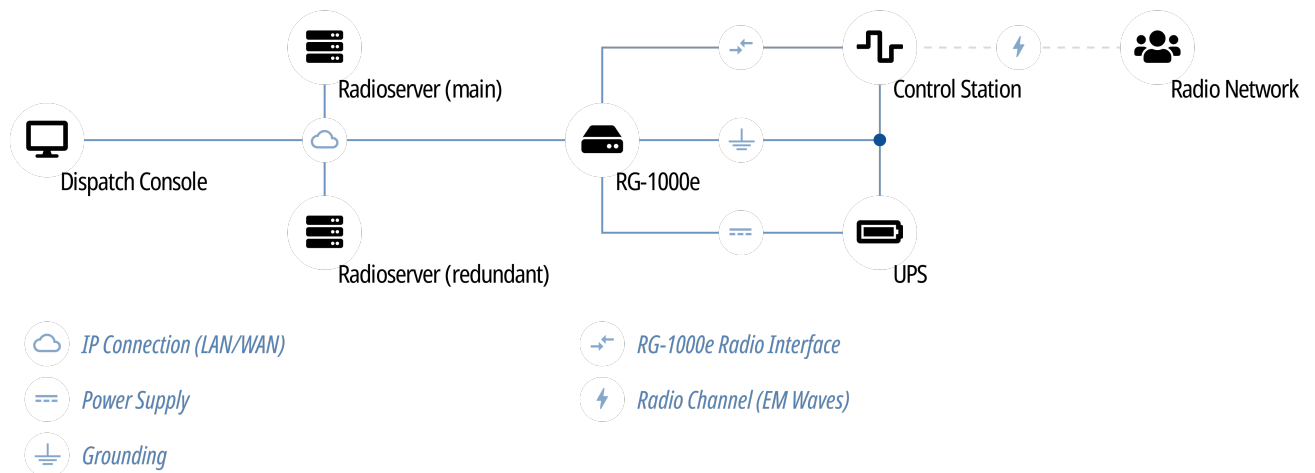 Radioserver (main)
Control Station
Radio Network
Dispatch Console
RG-1000e
Radioserver (redundant)
UPS
IP Connection (LAN/WAN)
RG-1000e Radio Interface
Power Supply
Radio Channel (EM Waves)
Grounding